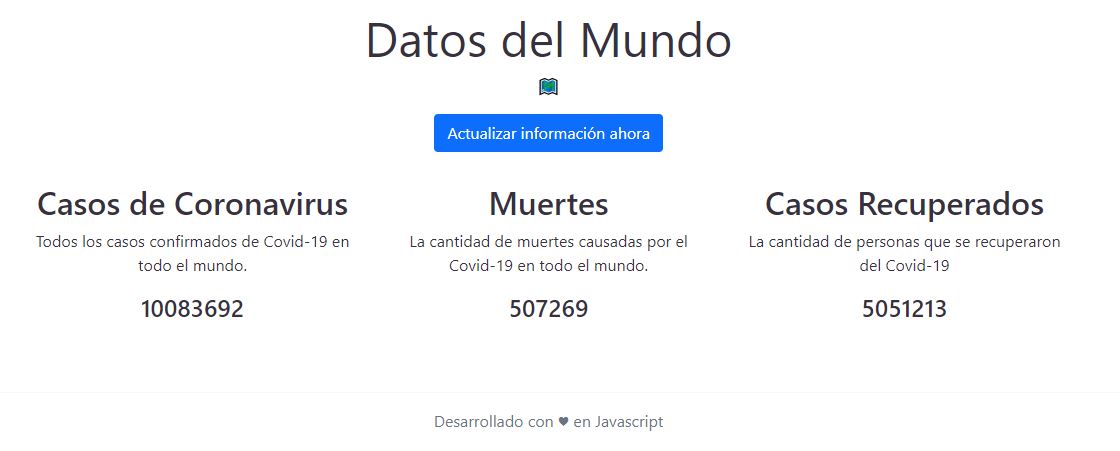 Datos del Mundo
Actualizar información ahora
Casos de Coronavirus
Todos los casos confirmados de Covid-19 en
todo el mundo.
10083692
Muertes
La cantidad de muertes causadas por el
Covid-19 en todo el mundo.
507269
Casos Recuperados
La cantidad de personas que se recuperaron
del Covid-19
5051213
Desarrollado con ♥ en Javascript